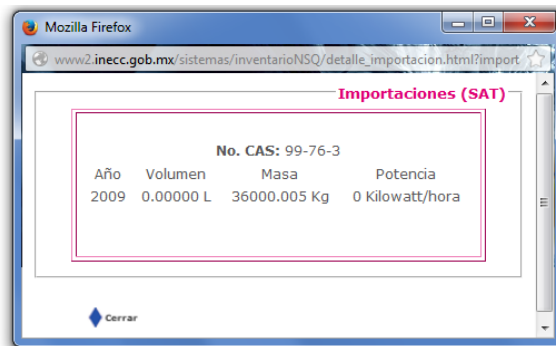 Mozilla Firefox
www2.inecc.gob.mx/sistemas/inventarioNSQ/detalle_importacion.html?import
Importaciones (SAT)
No. CAS: 99-76-3
Año Volumen Masa Potencia
2009 0.00000 L 36000.005 Kg 0 Kilowatt/hora
Cerrar